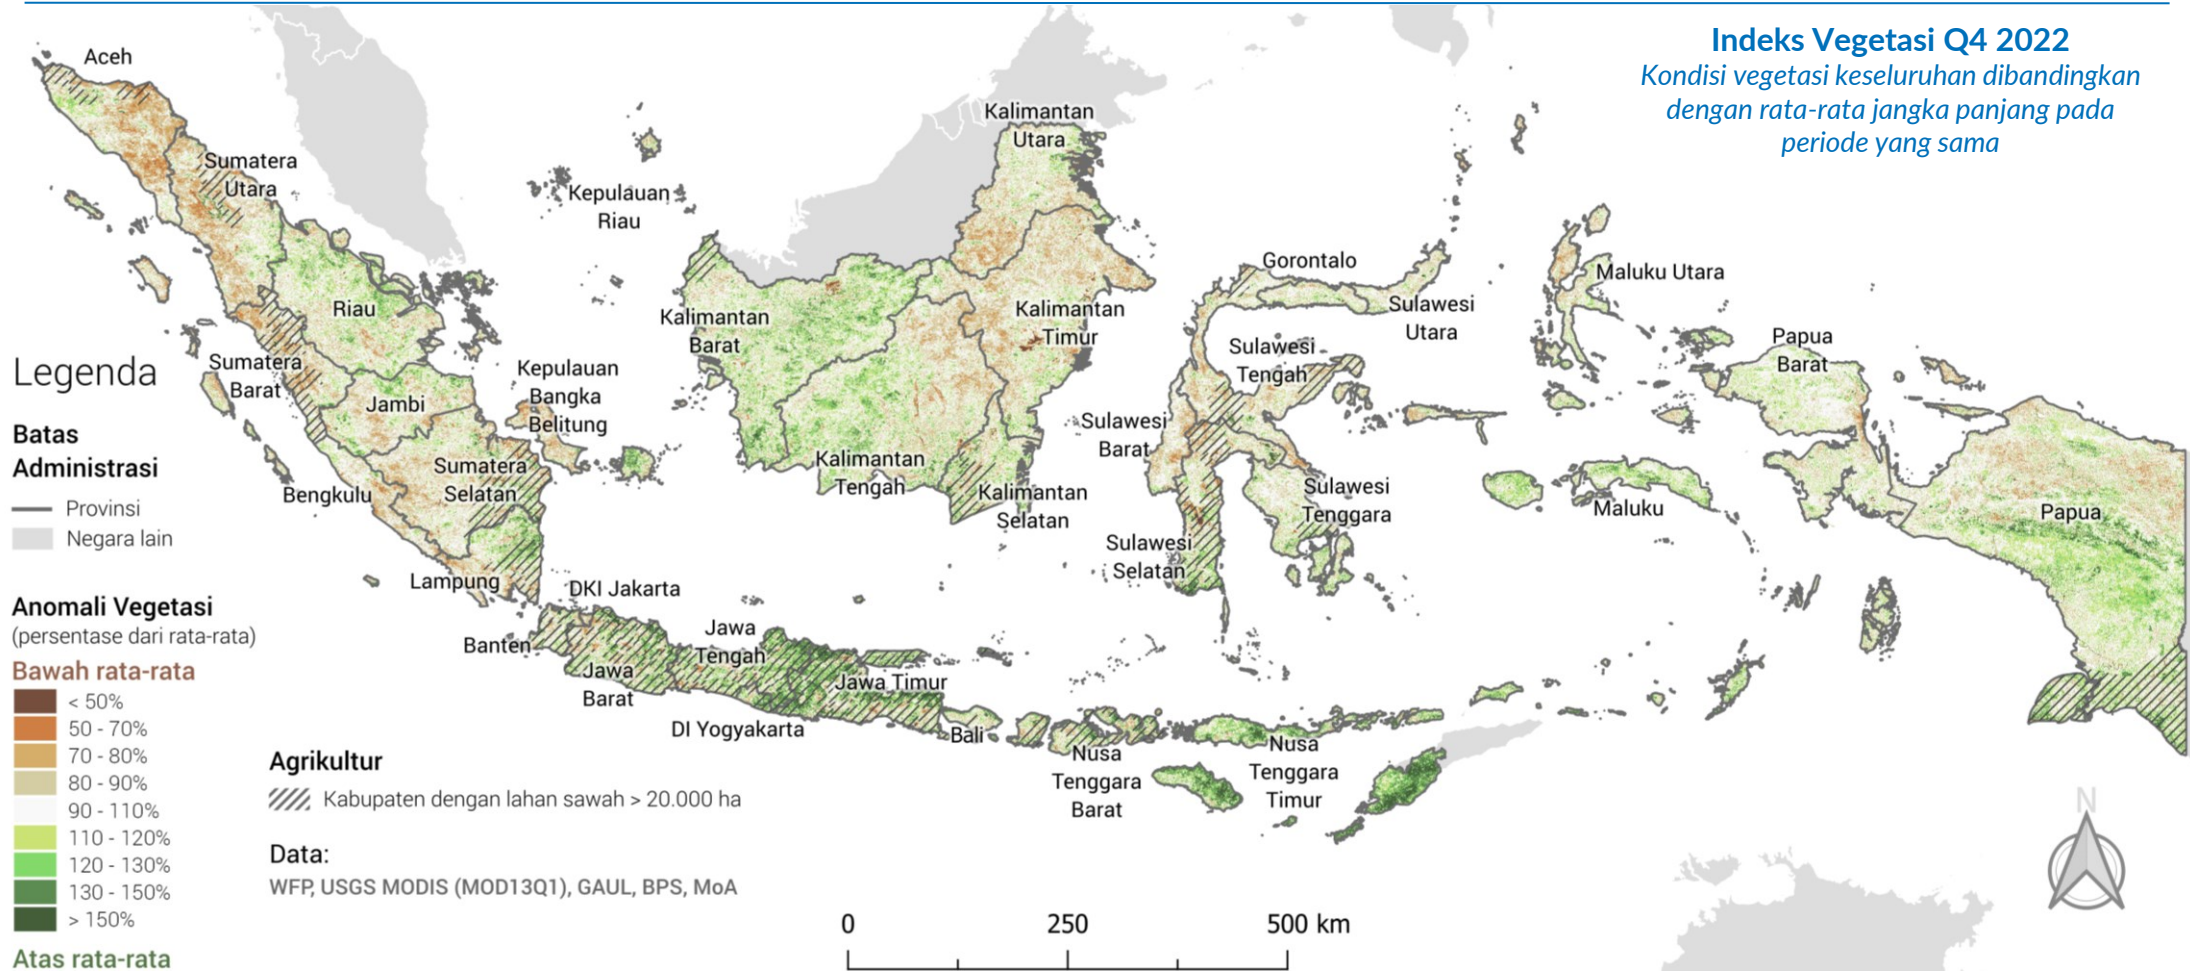 Indeks Vegetasi Q4 2022
Kondisi vegetasi keseluruhan dibandingkan
dengan rata-rata jangka panjang pada
periode yang sama
Aceh
Sumatera
Utara
Kepulauan
Riau
Riau
Sumatera
Barat
Jambi
Kepulauan
Bangka
Belitung
Sumatera
Selatan
Bengkulu
Lampung
DKI Jakarta
Banten
Jawa
Barat
Jawa
Tengah
Jawa Timur
DI Yogyakarta
Bali
Nusa
Tenggara
Barat
Nusa
Tenggara
Timur
Kalimantan
Utara
Kalimantan
Barat
Kalimantan
Timur
Kalimantan
Tengah
Kalimantan
Selatan
Gorontalo
Sulawesi
Utara
Sulawesi
Tengah
Sulawesi
Barat
Sulawesi
Tenggara
Sulawesi
Selatan
Maluku Utara
Maluku
Papua
Barat
Papua
Legenda
Batas
Administrasi
Provinsi
Negara lain
Anomali Vegetasi
(persentase dari rata-rata)
Bawah rata-rata
< 50%
50 - 70%
70 - 80%
80 - 90%
90 - 110%
110 - 120%
120 - 130%
130 - 150%
> 150%
Atas rata-rata
Agrikultur
Kabupaten dengan lahan sawah > 20.000 ha
Data:
WFP, USGS MODIS (MOD13Q1), GAUL, BPS, MoA
0 250 500 km
N